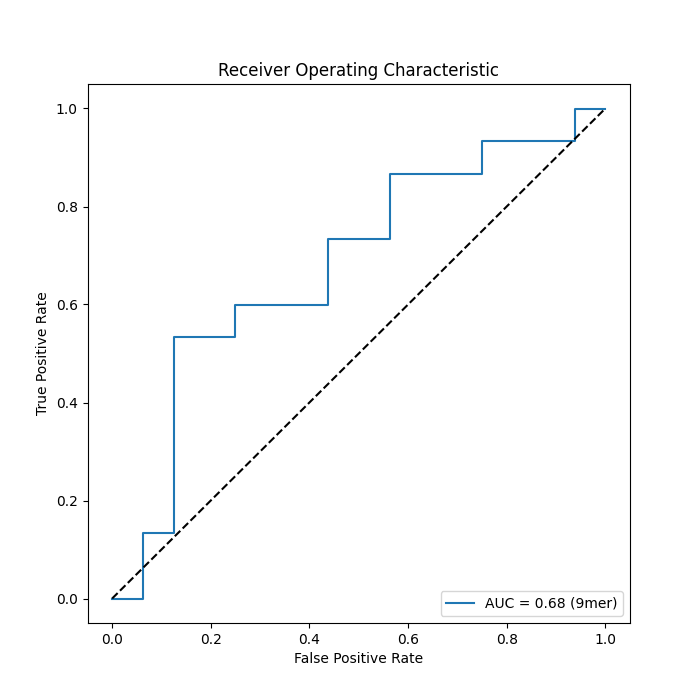 Receiver Operating Characteristic
True Positive Rate
1.0
0.8
0.6
0.4
0.2
0.0
AUC = 0.68 (9mer)
0.0 0.2 0.4 0.6 0.8 1.0
False Positive Rate